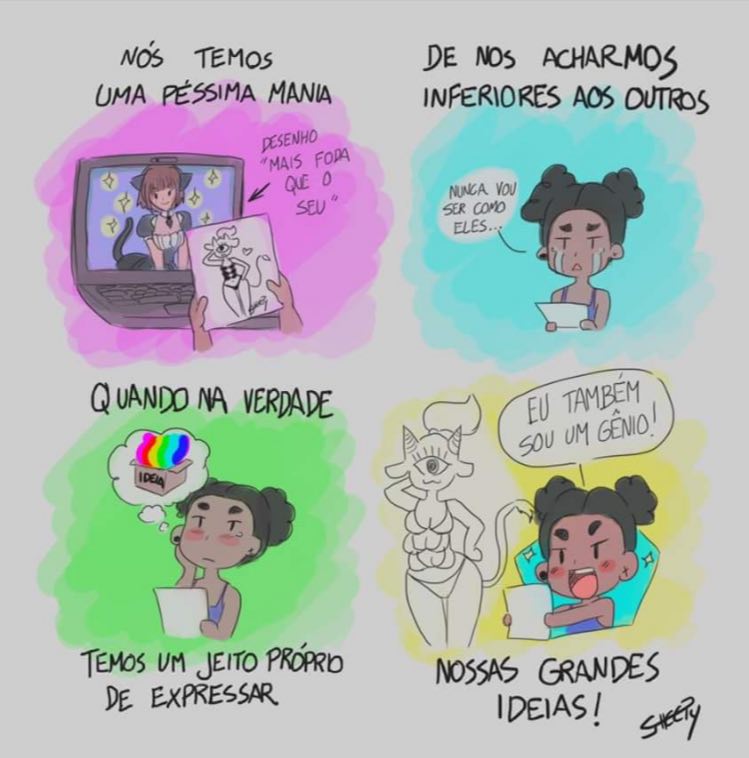 NÓS TEMOS
UMA PÉSSIMA MANIA
DESENHO
"MAIS FODA
QUE O
SEU"
SHEEPY
DE NOS ACHARMOS
INFERIORES AOS OUTROS
NUNCA VOU
SER COMO
ELES...
QUANDO NA VERDADE
IDEIA
TEMOS UM JEITO PRÓPRIO
DE EXPRESSAR
EU TAMBÉM
SOU UM GÊNIO!
NOSSAS GRANDES
IDEIAS!
SHEEPY